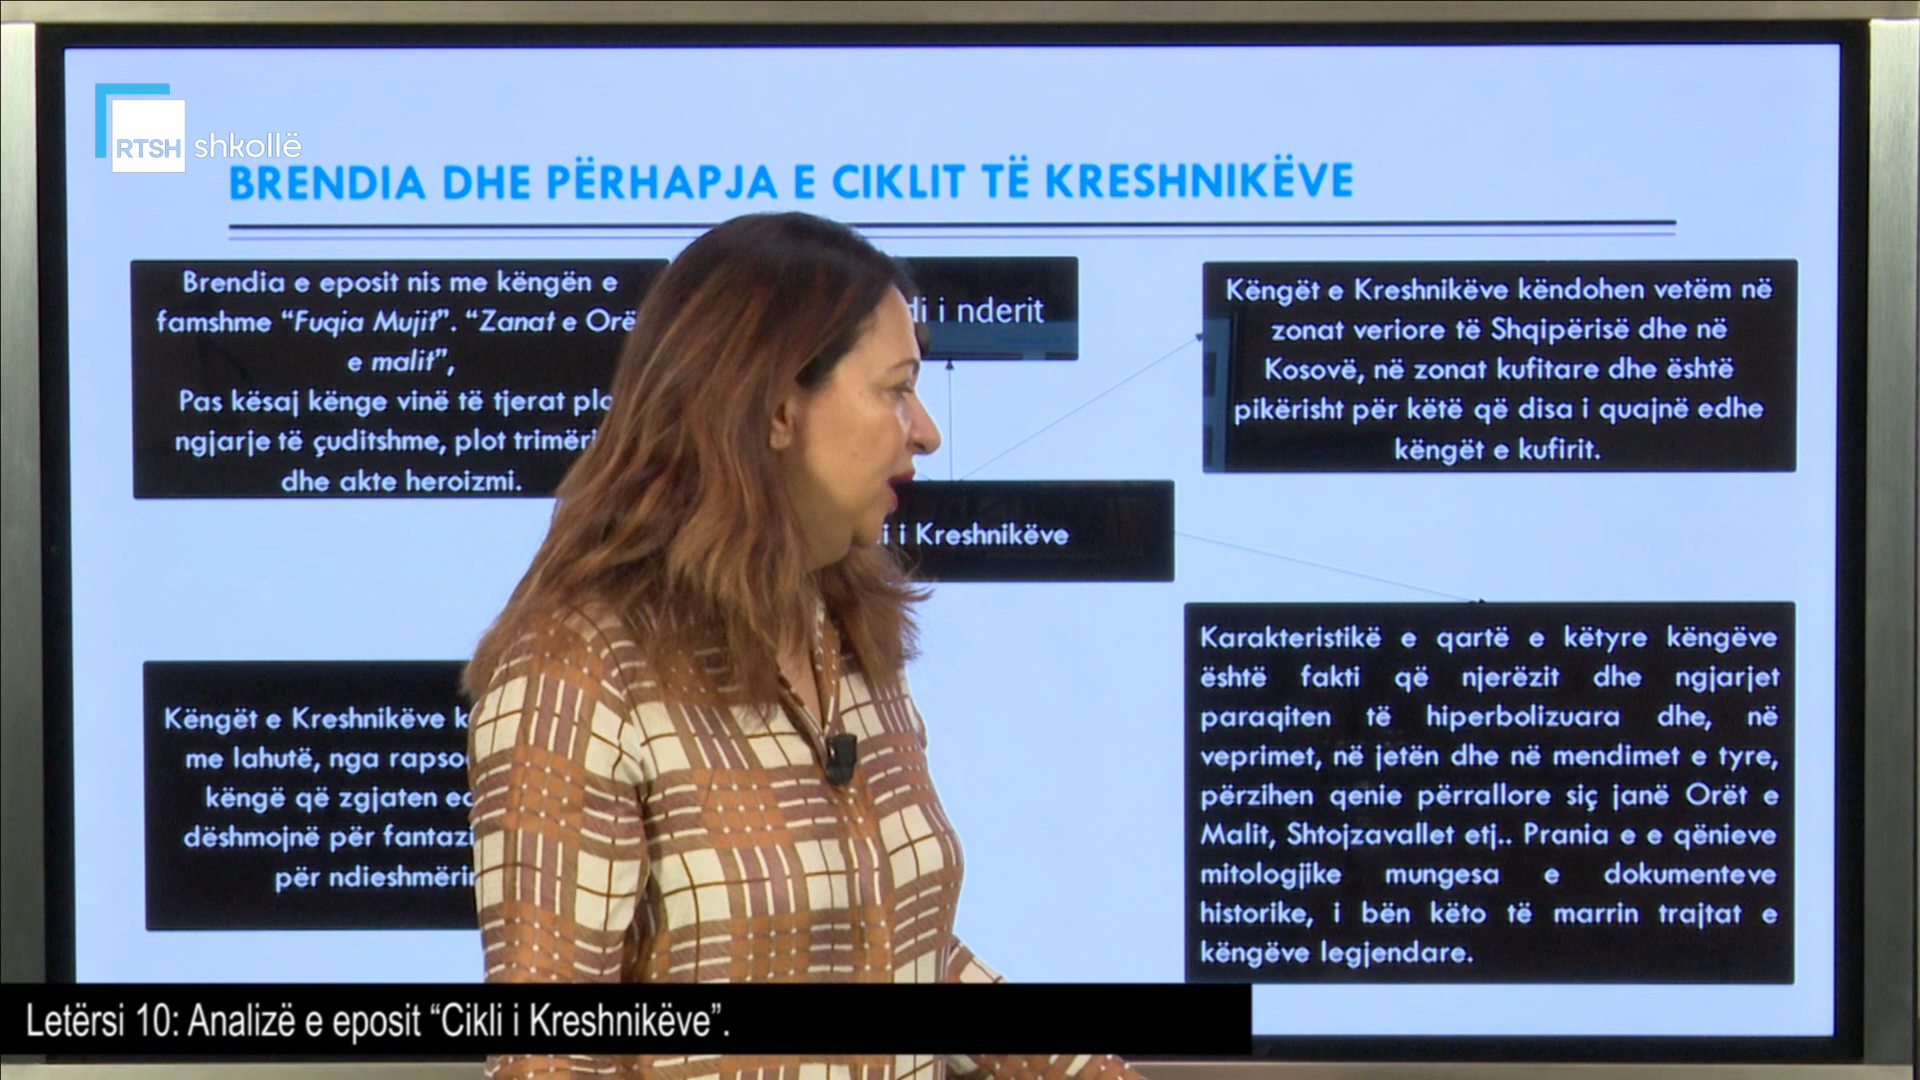 RTSH shkollë
BRENDIA DHE PËRHAPJA E CIKLIT TË KRESHNIKËVE
Brendia e eposit nis me këngën e
famshme “Fuqia Mujit”. “Zanat e Orë
e malit”,
Pas kësaj kënge vinë të tjerat
ngjarje të çuditshme, plot
dhe akte heroizmi.
i nderit
Këngët e Kreshnikëve këndohen vetëm në
zonat veriore të Shqipërisë dhe në
Kosovë, në zonat kufitare dhe është
pikërisht për këtë që disa i quajnë edhe
këngët e kufirit.
i Kreshnikëve
Këngët e Kreshnikëve
me lahutë, nga
këngë që zgjaten
dëshmojnë për
për
Karakteristikë e qartë e këtyre këngëve
është fakti që njerëzit dhe ngjarjet
paraqiten të hiperbolizuara dhe, në
veprimet, në jetën dhe në mendimet e tyre,
përzihen qenie përrallore siç janë Orët e
Malit, Shtojzavallet etj.. Prania e e qënieve
mitologjike mungesa e dokumenteve
historike, i bën këto të marrin trajtat e
këngëve legjendare.
Letërsi 10: Analizë e eposit “Cikli i Kreshnikëve”.